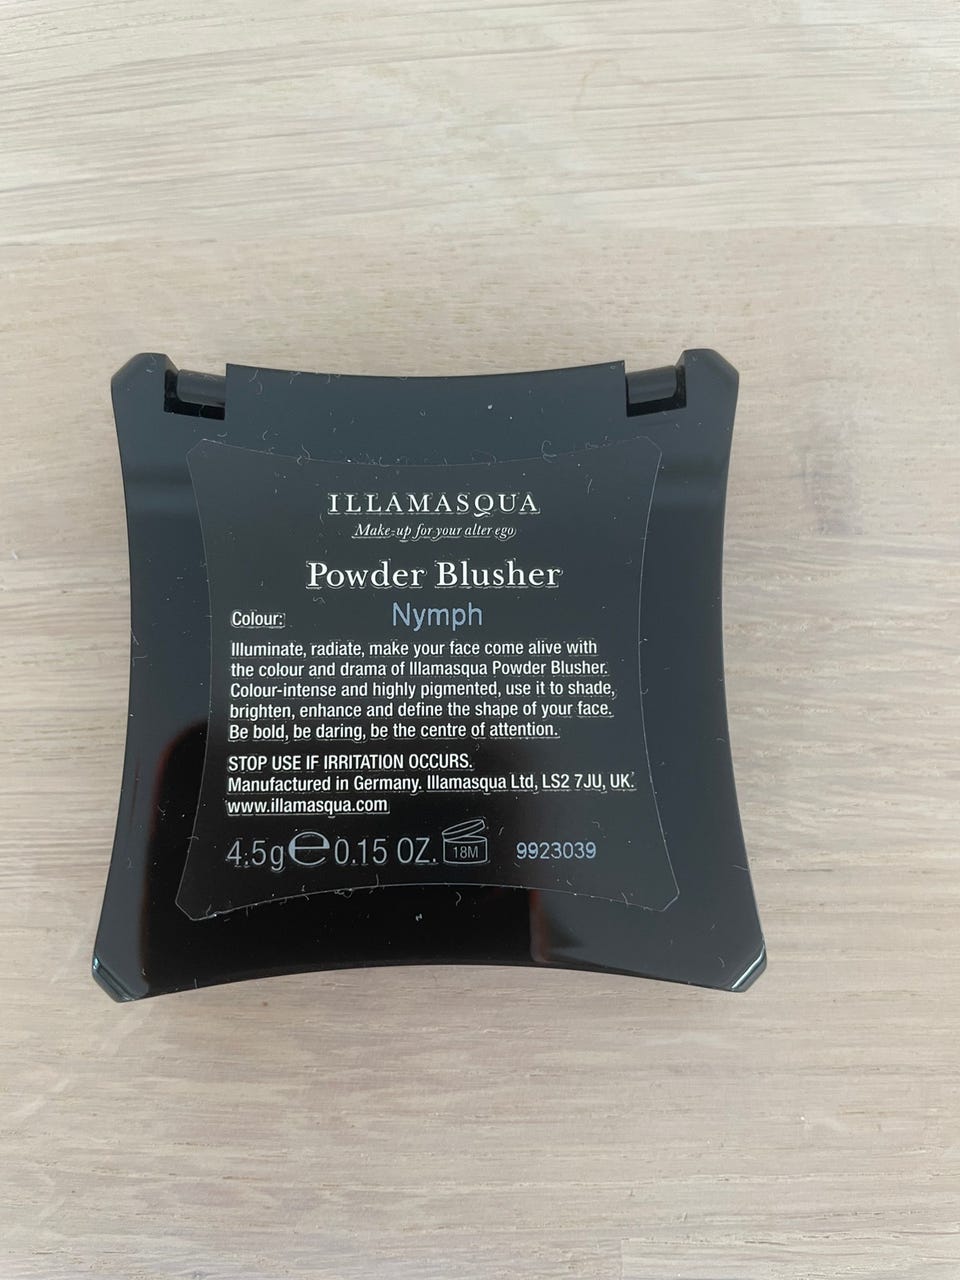 ILLAMASQUA
Make-up for your alter ego
Powder Blusher
Colour: Nymph
Illuminate, radiate, make your face come alive with
the colour and drama of Illamasqua Powder Blusher.
Colour-intense and highly pigmented, use it to shade,
brighten, enhance and define the shape of your face.
Be bold, be daring, be the centre of attention.
STOP USE IF IRRITATION OCCURS.
Manufactured in Germany. Illamasqua Ltd, LS2 7JU, UK.
www.illamasqua.com
4.5g℮0.15 OZ. 18M 9923039